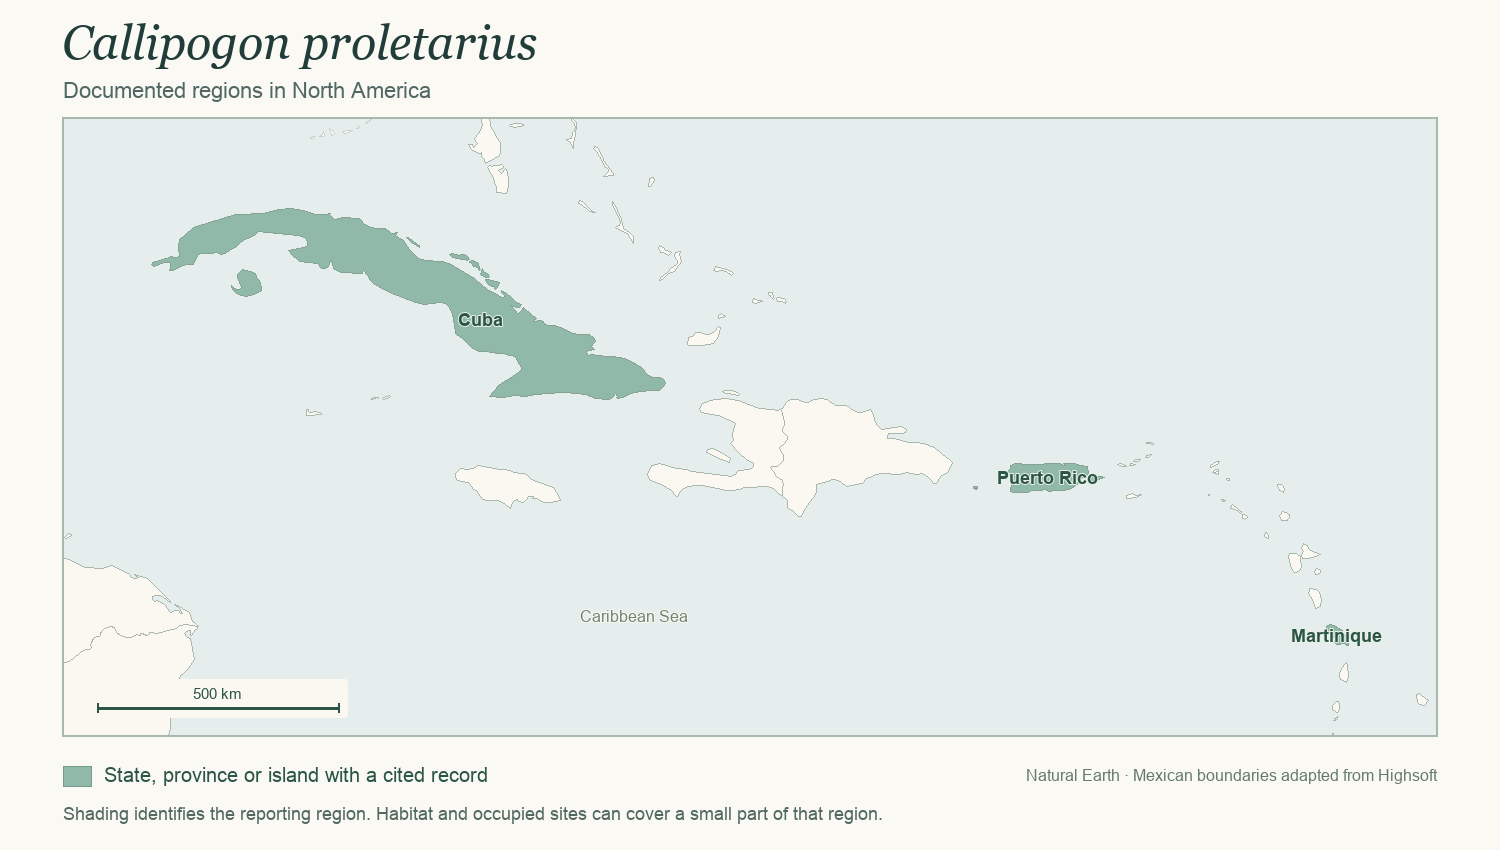 Callipogon proletarius
Documented regions in North America
Cuba
Puerto Rico
Caribbean Sea
Martinique
500 km
State, province or island with a cited record
Natural Earth · Mexican boundaries adapted from Highsoft
Shading identifies the reporting region. Habitat and occupied sites can cover a small part of that region.